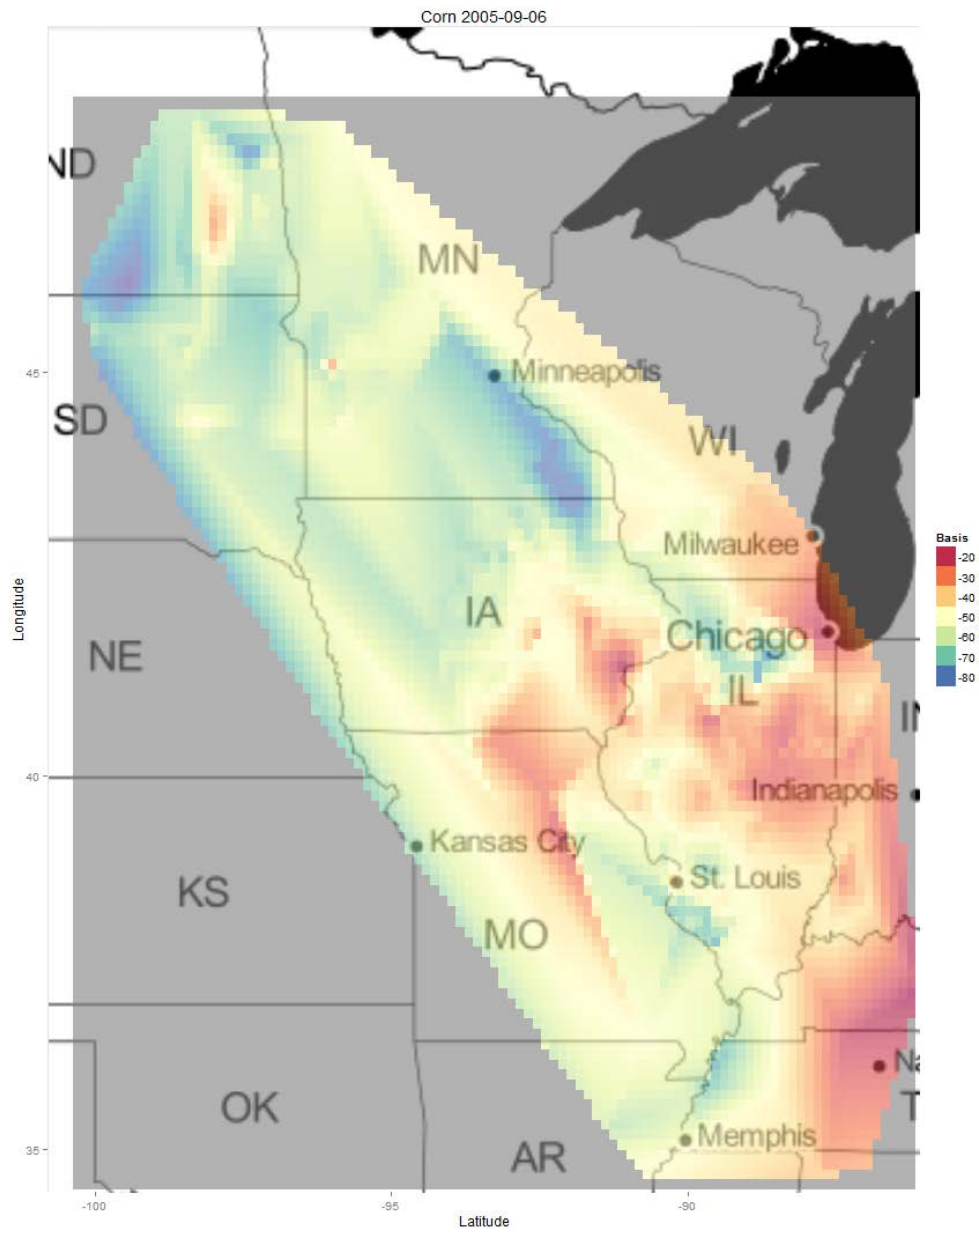 Corn 2005-09-06
ND
MN
45
Minneapolis
SD
WI
Milwaukee
Longitude
IA
Chicago
NE
IL
IN
Basis
-20
-30
-40
-50
-60
-70
-80
40
Indianapolis
Kansas City
KS
St. Louis
MO
Na
OK
T
Memphis
35
AR
-100
-95
-90
Latitude